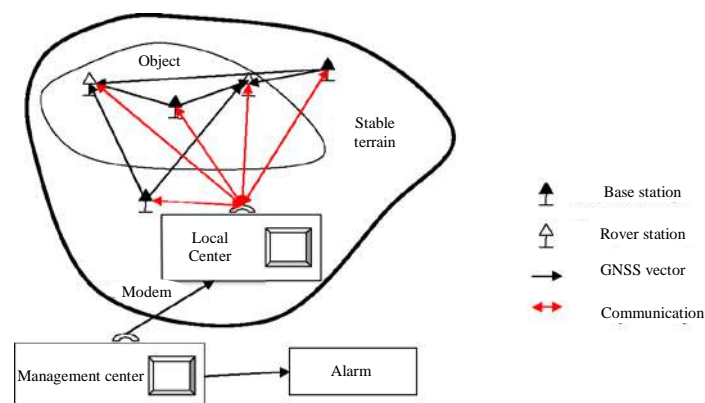 Object
Stable
terrain
Local
Center
Modem
Management center
Alarm
Base station
Rover station
GNSS vector
Communication